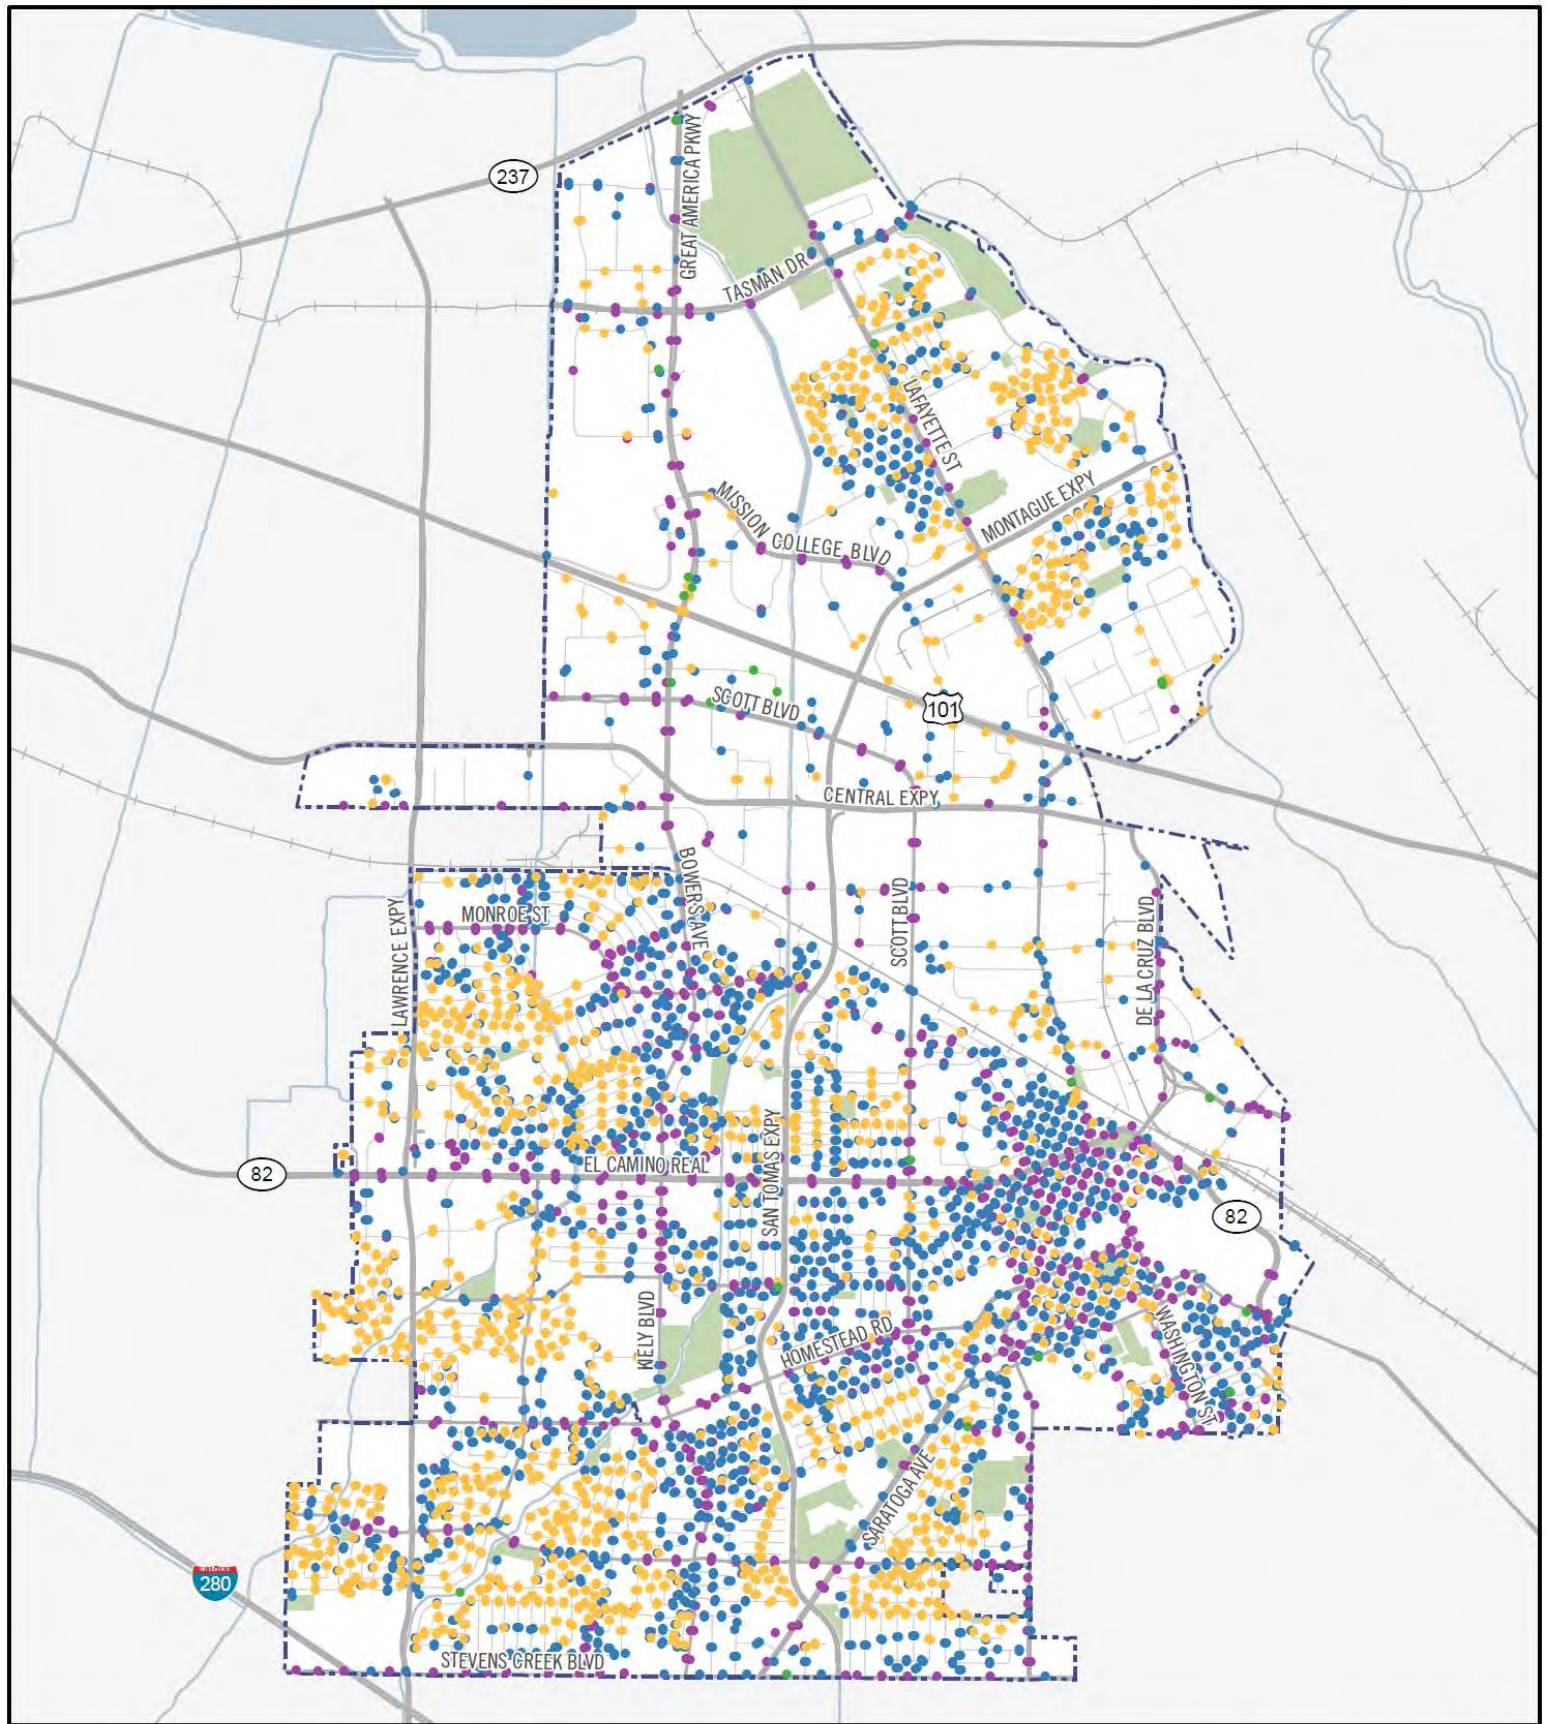 237
GREAT AMERICA PKWY
TASMAN DR
LAFAYETTE ST
MISSION COLLEGE BLVD
MONTAGUE EXPY
SCOTT BLVD
101
CENTRAL EXPY
BOWERS AVE
MONROE ST
LAWRENCE EXPY
SCOTT BLVD
DE LA CRUZ BLVD
SAN TOMAS EXPY
EL CAMINO REAL
82
82
KIELY BLVD
HOMESTEAD RD
WASHINGTON ST
SARATOGA AVE
INTERSTATE
280
STEVENS CREEK BLVD